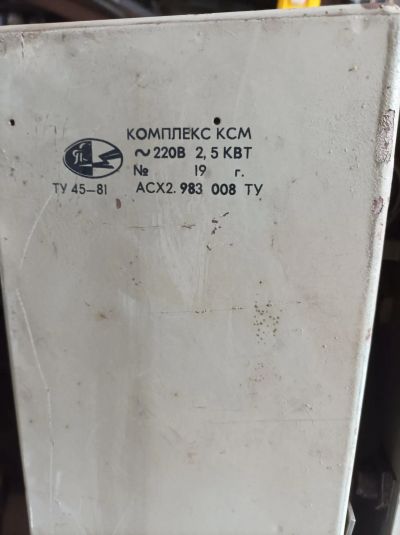 КОМПЛЕКС КСМ
~220В 2,5 КВТ
№ 19 г.
ТУ 45-81 АСХ2.983 008 ТУ